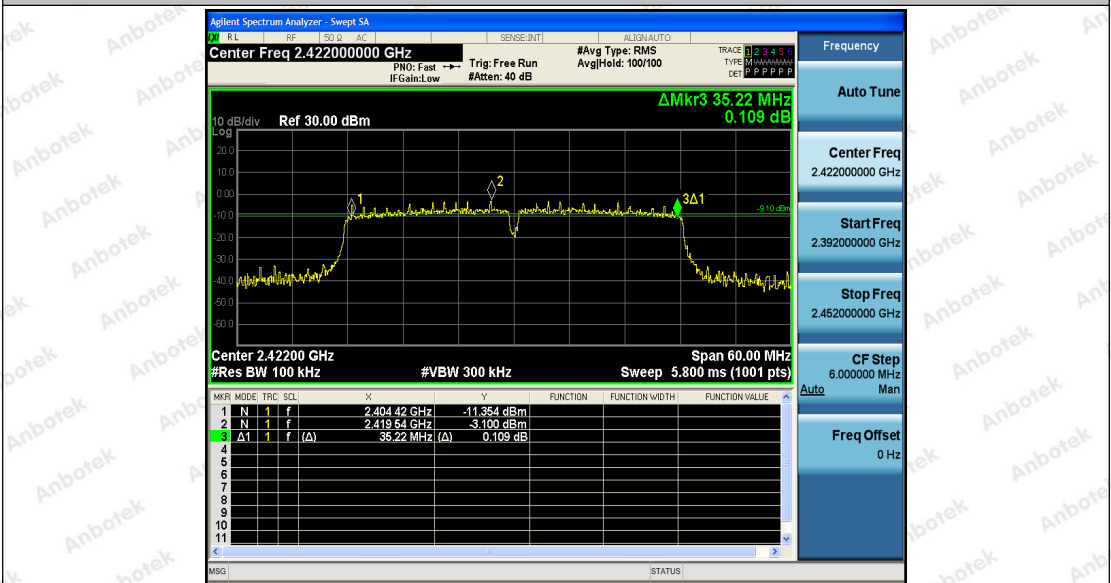 Agilent Spectrum Analyzer - Swept SA
RL RF 50 Ω AC SENSE:INT ALIGNAUTO
Center Freq 2.422000000 GHz
PNO: Fast
IFGain:Low
Trig: Free Run
#Atten: 40 dB
#Avg Type: RMS
Avg|Hold: 100/100
TRACE 1 2 3 4 5 6
TYPE M
DET P P P P P P
ΔMkr3 35.22 MHz
0.109 dB
10 dB/div Ref 30.00 dBm
Log
20.0
10.0
0.00
-10.0
-20.0
-30.0
-40.0
-50.0
-60.0
1
2
3Δ1
-9.10 dBm
Center 2.42200 GHz Span 60.00 MHz
#Res BW 100 kHz #VBW 300 kHz Sweep 5.800 ms (1001 pts)
MKR MODE TRC SCL X Y FUNCTION FUNCTION WIDTH FUNCTION VALUE
1 N 1 f 2.404 42 GHz -11.354 dBm
2 N 1 f 2.419 54 GHz -3.100 dBm
3 Δ1 1 f (Δ) 35.22 MHz (Δ) 0.109 dB
4
5
6
7
8
9
10
11
MSG STATUS
Frequency
Auto Tune
Center Freq
2.422000000 GHz
Start Freq
2.392000000 GHz
Stop Freq
2.452000000 GHz
CF Step
6.000000 MHz
Auto Man
Freq Offset
0 Hz
Anbotek